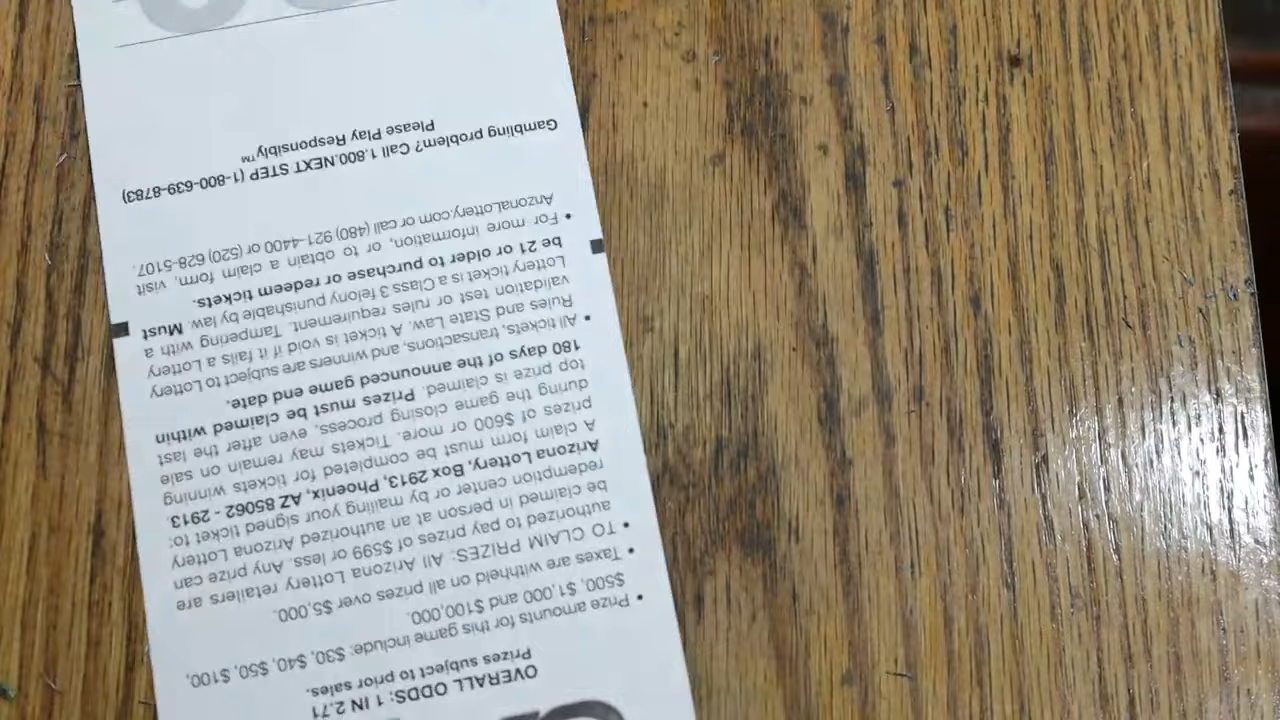 OVERALL ODDS: 1 IN 2.71
Prizes subject to prior sales.
• Prize amounts for this game include: $30, $40, $50, $100,
$500, $1,000 and $100,000.
• Taxes are withheld on all prizes over $5,000.
• TO CLAIM PRIZES: All Arizona Lottery retailers are
authorized to pay prizes of $599 or less. Any prize can
be claimed in person at an authorized Arizona Lottery
redemption center or by mailing your signed ticket to:
Arizona Lottery, Box 2913, Phoenix, AZ 85062 - 2913.
A claim form must be completed for tickets winning
prizes of $600 or more. Tickets may remain on sale
during the game closing process, even after the last
top prize is claimed. Prizes must be claimed within
180 days of the announced game end date.
• All tickets, transactions, and winners are subject to Lottery
Rules and State Law. A ticket is void if it fails a Lottery
validation test or rules requirement. Tampering with a
Lottery ticket is a Class 3 felony punishable by law. Must
be 21 or older to purchase or redeem tickets.
• For more information, or to obtain a claim form, visit
ArizonaLottery.com or call (480) 921-4400 or (520) 628-5107.
Gambling problem? Call 1.800.NEXT STEP (1-800-639-8783)
Please Play Responsibly™